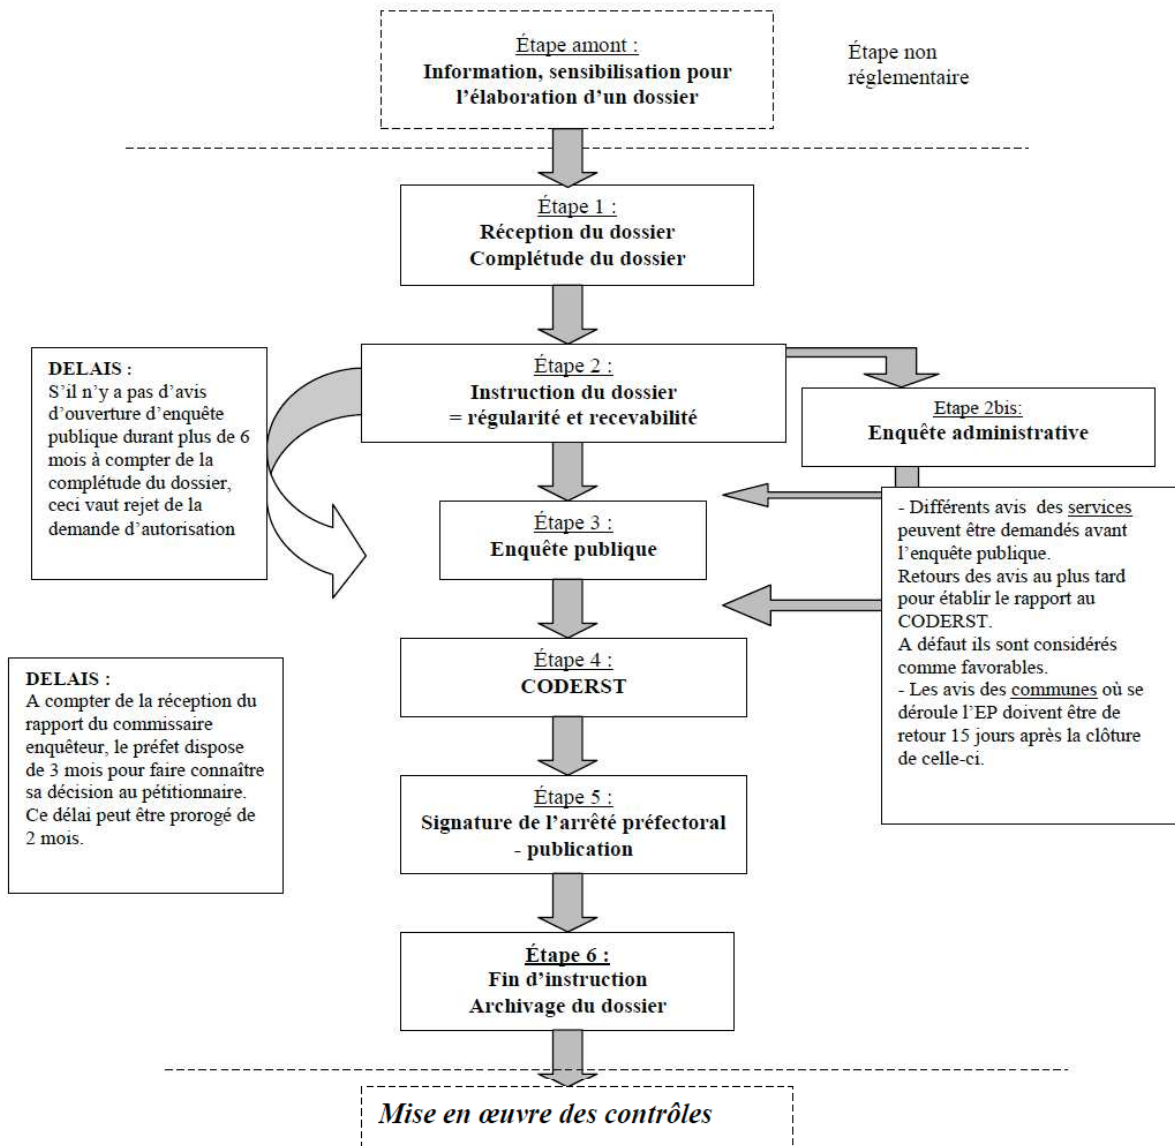 Étape amont :
Information, sensibilisation pour
l'élaboration d'un dossier
Étape non
réglementaire
Étape 1 :
Réception du dossier
Complétude du dossier
DELAIS :
S'il n'y a pas d'avis
d'ouverture d'enquête
publique durant plus de 6
mois à compter de la
complétude du dossier,
ceci vaut rejet de la
demande d'autorisation
Étape 2 :
Instruction du dossier
= régularité et recevabilité
Etape 2bis:
Enquête administrative
- Différents avis des services
peuvent être demandés avant
l'enquête publique.
Retours des avis au plus tard
pour établir le rapport au
CODERST.
A défaut ils sont considérés
comme favorables.
- Les avis des communes où se
déroule l'EP doivent être de
retour 15 jours après la clôture
de celle-ci.
Étape 3 :
Enquête publique
Étape 4 :
CODERST
DELAIS :
A compter de la réception du
rapport du commissaire
enquêteur, le préfet dispose
de 3 mois pour faire connaître
sa décision au pétitionnaire.
Ce délai peut être prorogé de
2 mois.
Étape 5 :
Signature de l'arrêté préfectoral
- publication
Étape 6 :
Fin d'instruction
Archivage du dossier
Mise en œuvre des contrôles